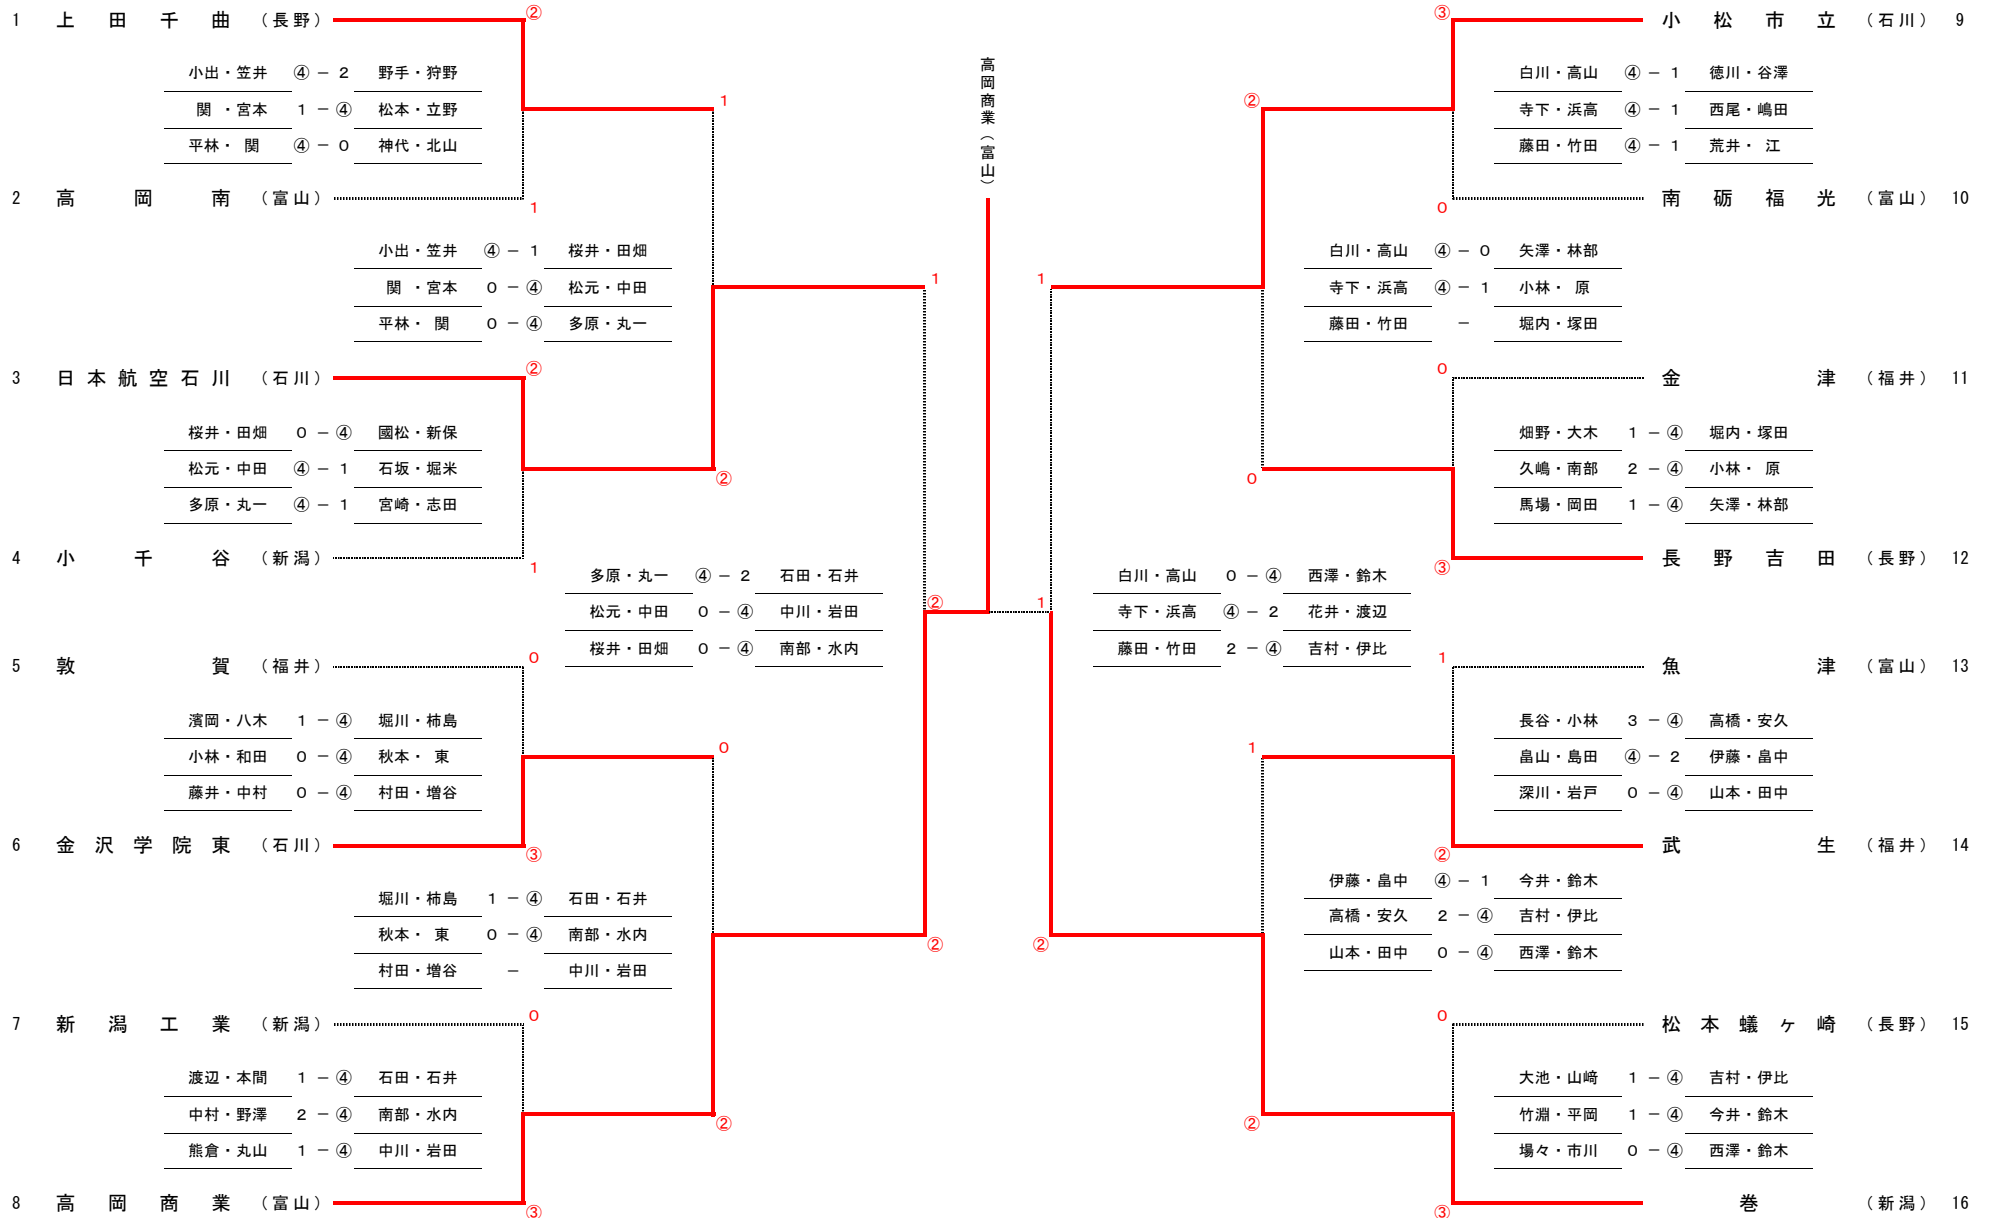 1 上田千曲 (長野) ②
小出・笠井 ④ － 2 野手・狩野
関 ・宮本 1 － ④ 松本・立野
平林・ 関 ④ － 0 神代・北山
1
2 高岡南 (富山)
1
小出・笠井 ④ － 1 桜井・田畑
関 ・宮本 0 － ④ 松元・中田
平林・ 関 0 － ④ 多原・丸一
1
3 日本航空石川 (石川) ②
桜井・田畑 0 － ④ 國松・新保
松元・中田 ④ － 1 石坂・堀米
多原・丸一 ④ － 1 宮崎・志田
②
4 小千谷 (新潟)
1
多原・丸一 ④ － 2 石田・石井
松元・中田 0 － ④ 中川・岩田
桜井・田畑 0 － ④ 南部・水内
②
5 敦賀 (福井) 0
濱岡・八木 1 － ④ 堀川・柿島
小林・和田 0 － ④ 秋本・ 東
藤井・中村 0 － ④ 村田・増谷
0
6 金沢学院東 (石川)
③
堀川・柿島 1 － ④ 石田・石井
秋本・ 東 0 － ④ 南部・水内
村田・増谷 － 中川・岩田
②
7 新潟工業 (新潟) 0
渡辺・本間 1 － ④ 石田・石井
中村・野澤 2 － ④ 南部・水内
熊倉・丸山 1 － ④ 中川・岩田
②
8 高岡商業 (富山)
③
高岡商業(富山)
③ 小松市立 (石川) 9
白川・高山 ④ － 1 徳川・谷澤
寺下・浜高 ④ － 1 西尾・嶋田
藤田・竹田 ④ － 1 荒井・ 江
②
南砺福光 (富山) 10
0
白川・高山 ④ － 0 矢澤・林部
寺下・浜高 ④ － 1 小林・ 原
藤田・竹田 － 堀内・塚田
1
0 金津 (福井) 11
畑野・大木 1 － ④ 堀内・塚田
久嶋・南部 2 － ④ 小林・ 原
馬場・岡田 1 － ④ 矢澤・林部
0
長野吉田 (長野) 12
③
白川・高山 0 － ④ 西澤・鈴木
寺下・浜高 ④ － 2 花井・渡辺
藤田・竹田 2 － ④ 吉村・伊比
1
1 魚津 (富山) 13
長谷・小林 3 － ④ 高橋・安久
畠山・島田 ④ － 2 伊藤・畠中
深川・岩戸 0 － ④ 山本・田中
1
武生 (福井) 14
②
伊藤・畠中 ④ － 1 今井・鈴木
高橋・安久 2 － ④ 吉村・伊比
山本・田中 0 － ④ 西澤・鈴木
②
0 松本蟻ヶ崎 (長野) 15
大池・山﨑 1 － ④ 吉村・伊比
竹淵・平岡 1 － ④ 今井・鈴木
場々・市川 0 － ④ 西澤・鈴木
②
巻 (新潟) 16
③